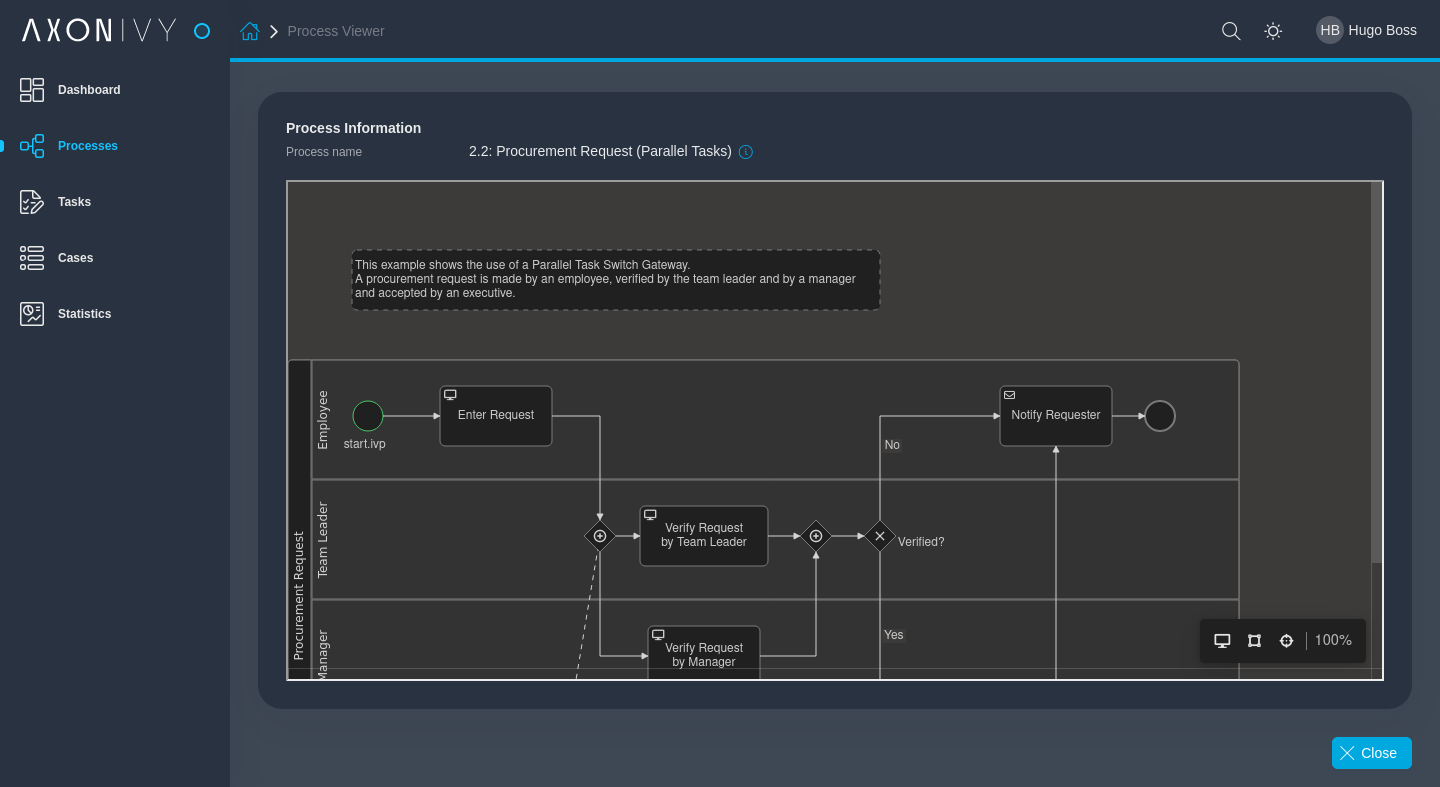 AXONIVY
Process Viewer
HB Hugo Boss
Dashboard
Processes
Tasks
Cases
Statistics
Process Information
Process name
2.2: Procurement Request (Parallel Tasks)
This example shows the use of a Parallel Task Switch Gateway.
A procurement request is made by an employee, verified by the team leader and by a manager
and accepted by an executive.
Procurement Request
Employee
start.ivp
Enter Request
No
Notify Requester
Team Leader
Verify Request
by Team Leader
Verified?
Manager
Verify Request
by Manager
Yes
100%
Close